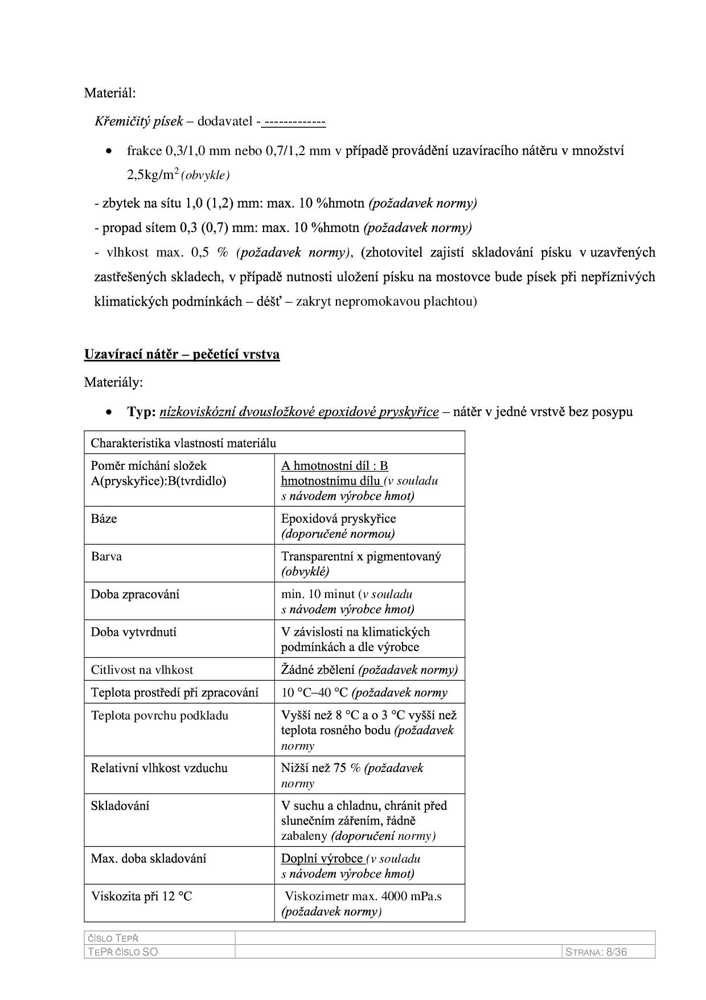 Materiál:
Křemičitý písek – dodavatel - -------------
• frakce 0,3/1,0 mm nebo 0,7/1,2 mm v případě provádění uzavíracího nátěru v množství
2,5kg/m² (obvykle)
- zbytek na sítu 1,0 (1,2) mm: max. 10 %hmotn (požadavek normy)
- propad sítem 0,3 (0,7) mm: max. 10 %hmotn (požadavek normy)
- vlhkost max. 0,5 % (požadavek normy), (zhotovitel zajistí skladování písku v uzavřených
zastřešených skladech, v případě nutnosti uložení písku na mostovce bude písek při nepříznivých
klimatických podmínkách – déšť – zakryt nepromokavou plachtou)
Uzavírací nátěr – pečetící vrstva
Materiály:
• Typ: nízkoviskózní dvousložkové epoxidové pryskyřice – nátěr v jedné vrstvě bez posypu
Charakteristika vlastností materiálu
Poměr míchání složek
A(pryskyřice):B(tvrdidlo)
A hmotnostní díl : B
hmotnostnímu dílu (v souladu
s návodem výrobce hmot)
Báze
Epoxidová pryskyřice
(doporučené normou)
Barva
Transparentní x pigmentovaný
(obvyklé)
Doba zpracování
min. 10 minut (v souladu
s návodem výrobce hmot)
Doba vytvrdnutí
V závislosti na klimatických
podmínkách a dle výrobce
Citlivost na vlhkost
Žádné zbělení (požadavek normy)
Teplota prostředí při zpracování
10 °C–40 °C (požadavek normy
Teplota povrchu podkladu
Vyšší než 8 °C a o 3 °C vyšší než
teplota rosného bodu (požadavek
normy
Relativní vlhkost vzduchu
Nižší než 75 % (požadavek
normy
Skladování
V suchu a chladnu, chránit před
slunečním zářením, řádně
zabaleny (doporučení normy)
Max. doba skladování
Doplní výrobce (v souladu
s návodem výrobce hmot)
Viskozita při 12 °C
Viskozimetr max. 4000 mPa.s
(požadavek normy)
ČÍSLO TEPŘ
TEPŘ ČÍSLO SO
STRANA: 8/36